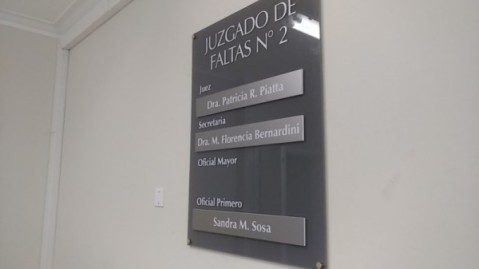 JUZGADO DE
FALTAS Nº 2
Juez
Dra. Patricia R. Piatta
Secretaria
Dra. M. Florencia Bernardini
Oficial Mayor
Oficial Primero
Sandra M. Sosa